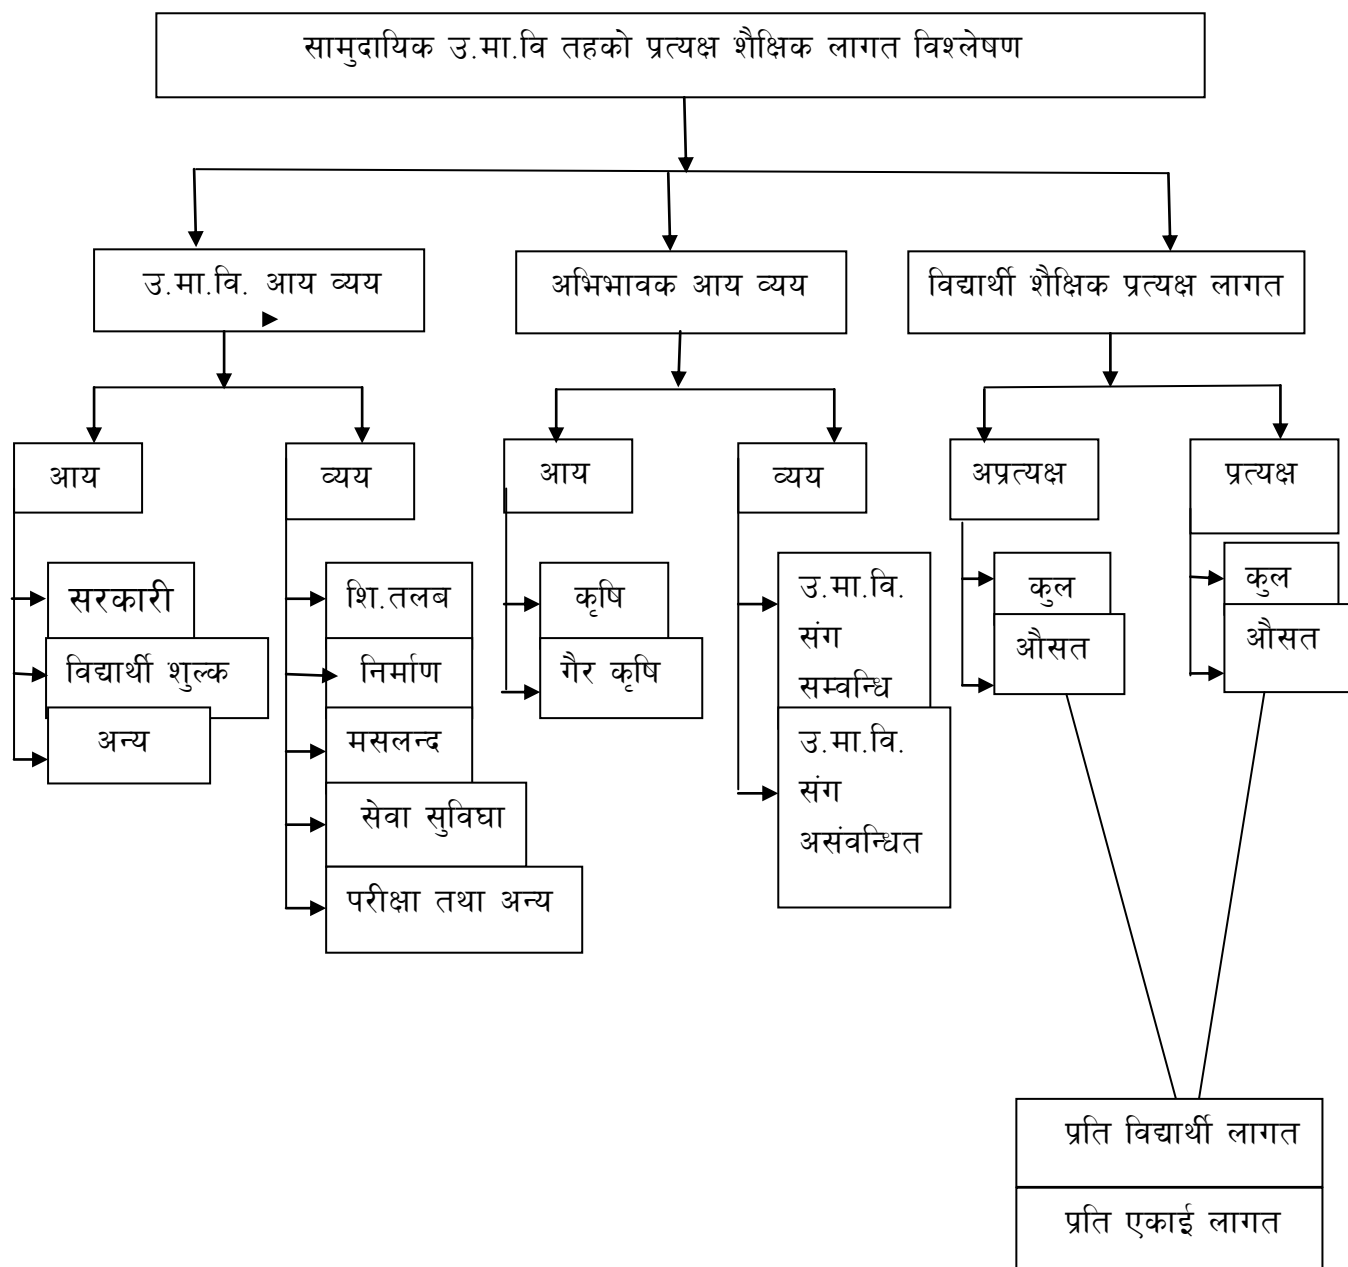 सामुदायिक उ.मा.वि तहको प्रत्यक्ष शैक्षिक लागत विश्लेषण
उ.मा.वि. आय व्यय
अभिभावक आय व्यय
विद्यार्थी शैक्षिक प्रत्यक्ष लागत
आय
व्यय
आय
व्यय
अप्रत्यक्ष
प्रत्यक्ष
सरकारी
विद्यार्थी शुल्क
अन्य
शि.तलब
निर्माण
मसलन्द
सेवा सुविघा
परीक्षा तथा अन्य
कृषि
गैर कृषि
उ.मा.वि.
संग
सम्वन्धि
उ.मा.वि.
संग
असंवन्धित
कुल
औसत
कुल
औसत
प्रति विद्यार्थी लागत
प्रति एकाई लागत